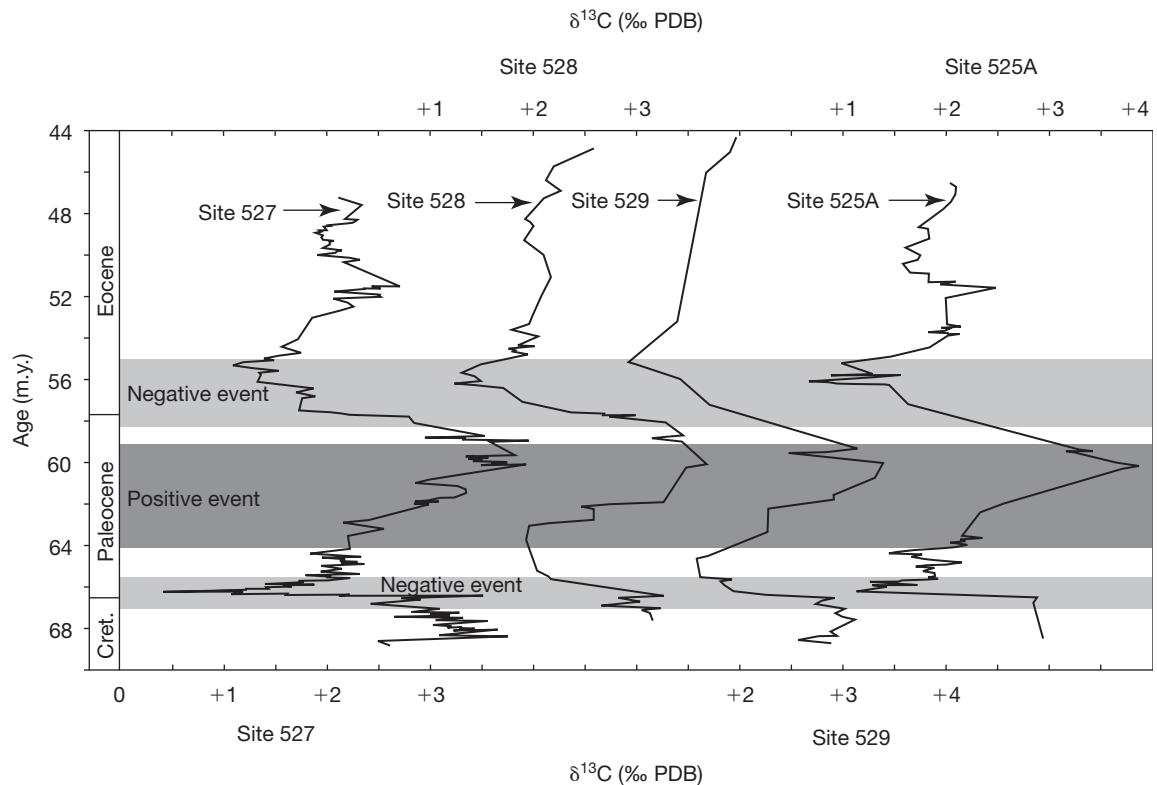 δ13C (‰ PDB)
Site 528
Site 525A
+1 +2 +3 +1 +2 +3 +4
44
48
52
56
60
64
68
Age (m.y.)
Eocene
Paleocene
Cret.
Site 527
Site 528
Site 529
Site 525A
Negative event
Positive event
Negative event
0 +1 +2 +3 +2 +3 +4
Site 527
Site 529
δ13C (‰ PDB)